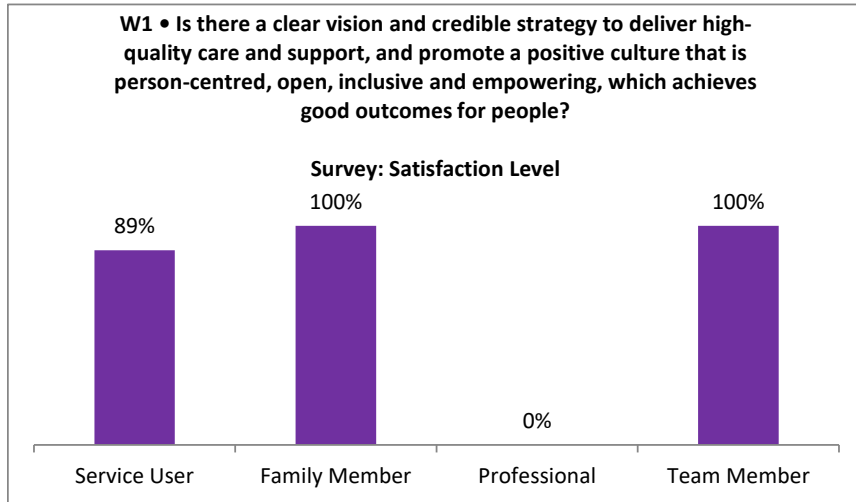 W1 • Is there a clear vision and credible strategy to deliver high-
quality care and support, and promote a positive culture that is
person-centred, open, inclusive and empowering, which achieves
good outcomes for people?
Survey: Satisfaction Level
89%
100%
0%
100%
Service User
Family Member
Professional
Team Member